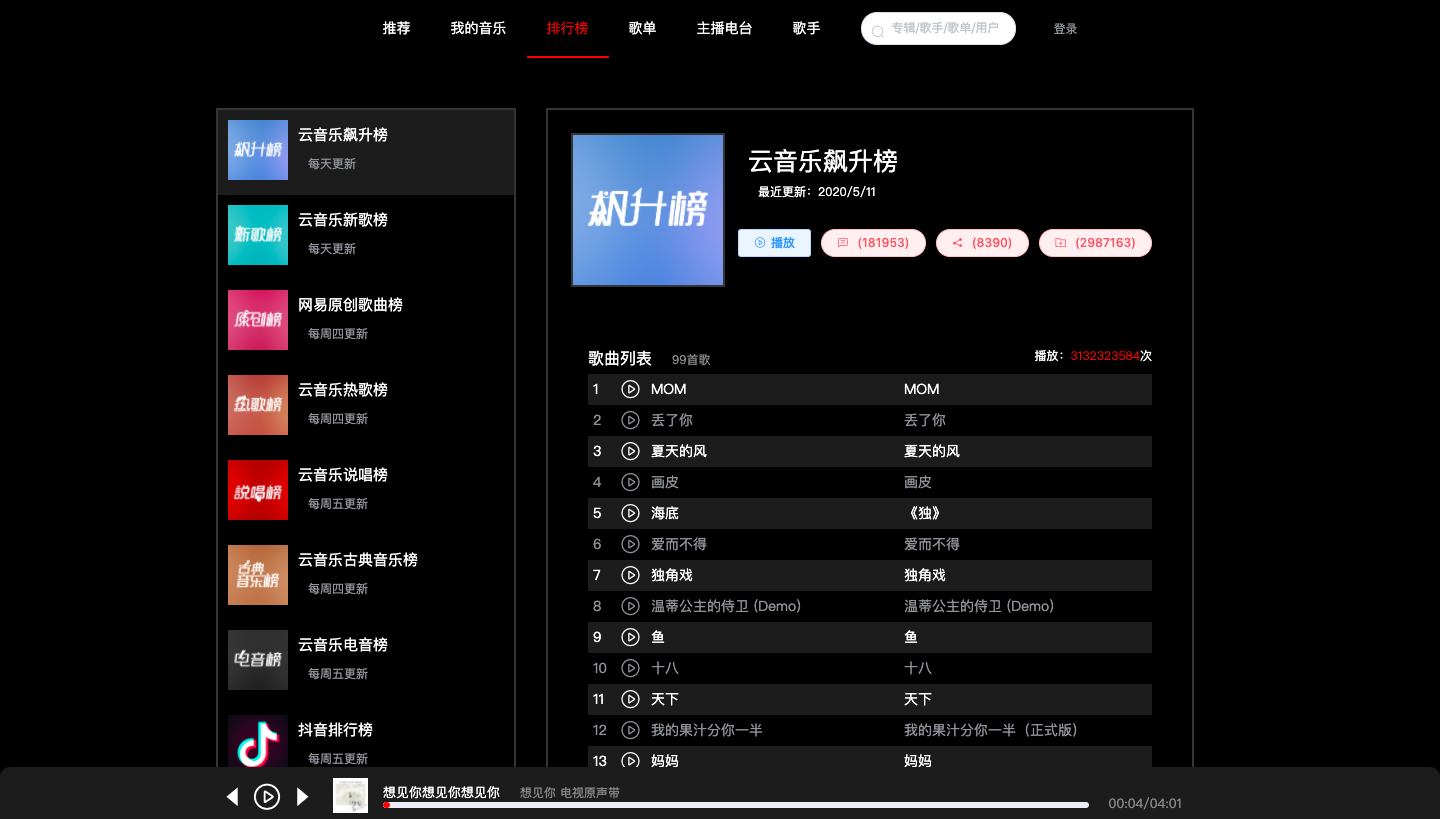 推荐 我的音乐 排行榜 歌单 主播电台 歌手 专辑/歌手/歌单/用户 登录
飙升榜 云音乐飙升榜
每天更新
新歌榜 云音乐新歌榜
每天更新
原创榜 网易原创歌曲榜
每周四更新
热歌榜 云音乐热歌榜
每周四更新
說唱榜 云音乐说唱榜
每周五更新
古典音乐榜 云音乐古典音乐榜
每周四更新
电音榜 云音乐电音榜
每周五更新
抖音排行榜
每周五更新
飙升榜
云音乐飙升榜
最近更新：2020/5/11
播放 (181953) (8390) (2987163)
歌曲列表 99首歌 播放：3132323584次
1 MOM MOM
2 丢了你 丢了你
3 夏天的风 夏天的风
4 画皮 画皮
5 海底 《独》
6 爱而不得 爱而不得
7 独角戏 独角戏
8 温蒂公主的侍卫 (Demo) 温蒂公主的侍卫 (Demo)
9 鱼 鱼
10 十八 十八
11 天下 天下
12 我的果汁分你一半 我的果汁分你一半（正式版）
13 妈妈 妈妈
想见你想见你想见你 想见你 电视原声带
00:04/04:01